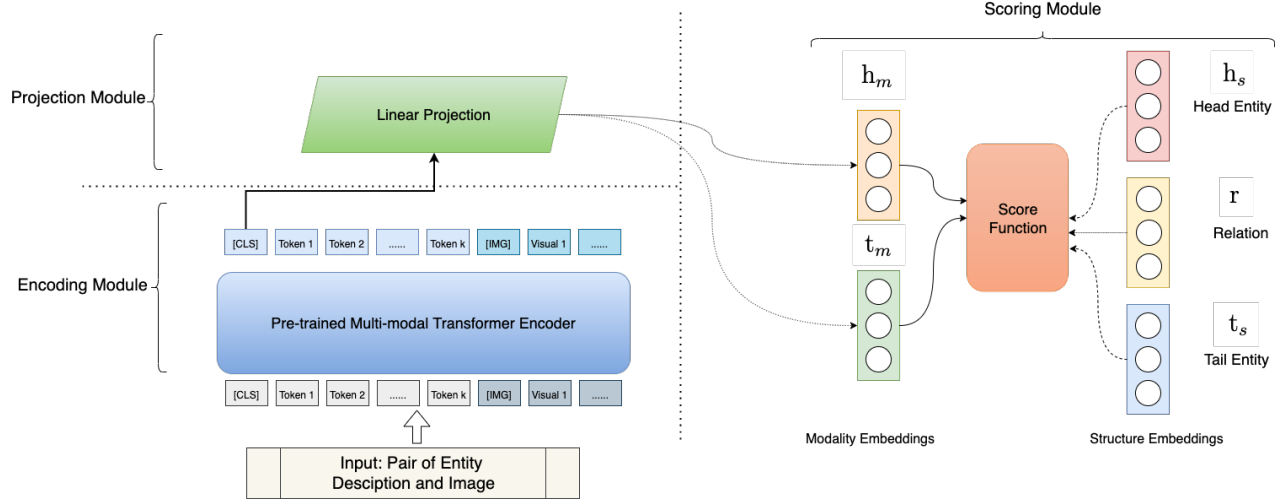 Scoring Module
Projection Module
Linear Projection
h_m
h_s
Head Entity
Score
Function
r
Relation
t_m
t_s
Tail Entity
Encoding Module
[CLS] Token 1 Token 2 ...... Token k [IMG] Visual 1 ......
Pre-trained Multi-modal Transformer Encoder
[CLS] Token 1 Token 2 ...... Token k [IMG] Visual 1 ......
Input: Pair of Entity
Desciption and Image
Modality Embeddings
Structure Embeddings